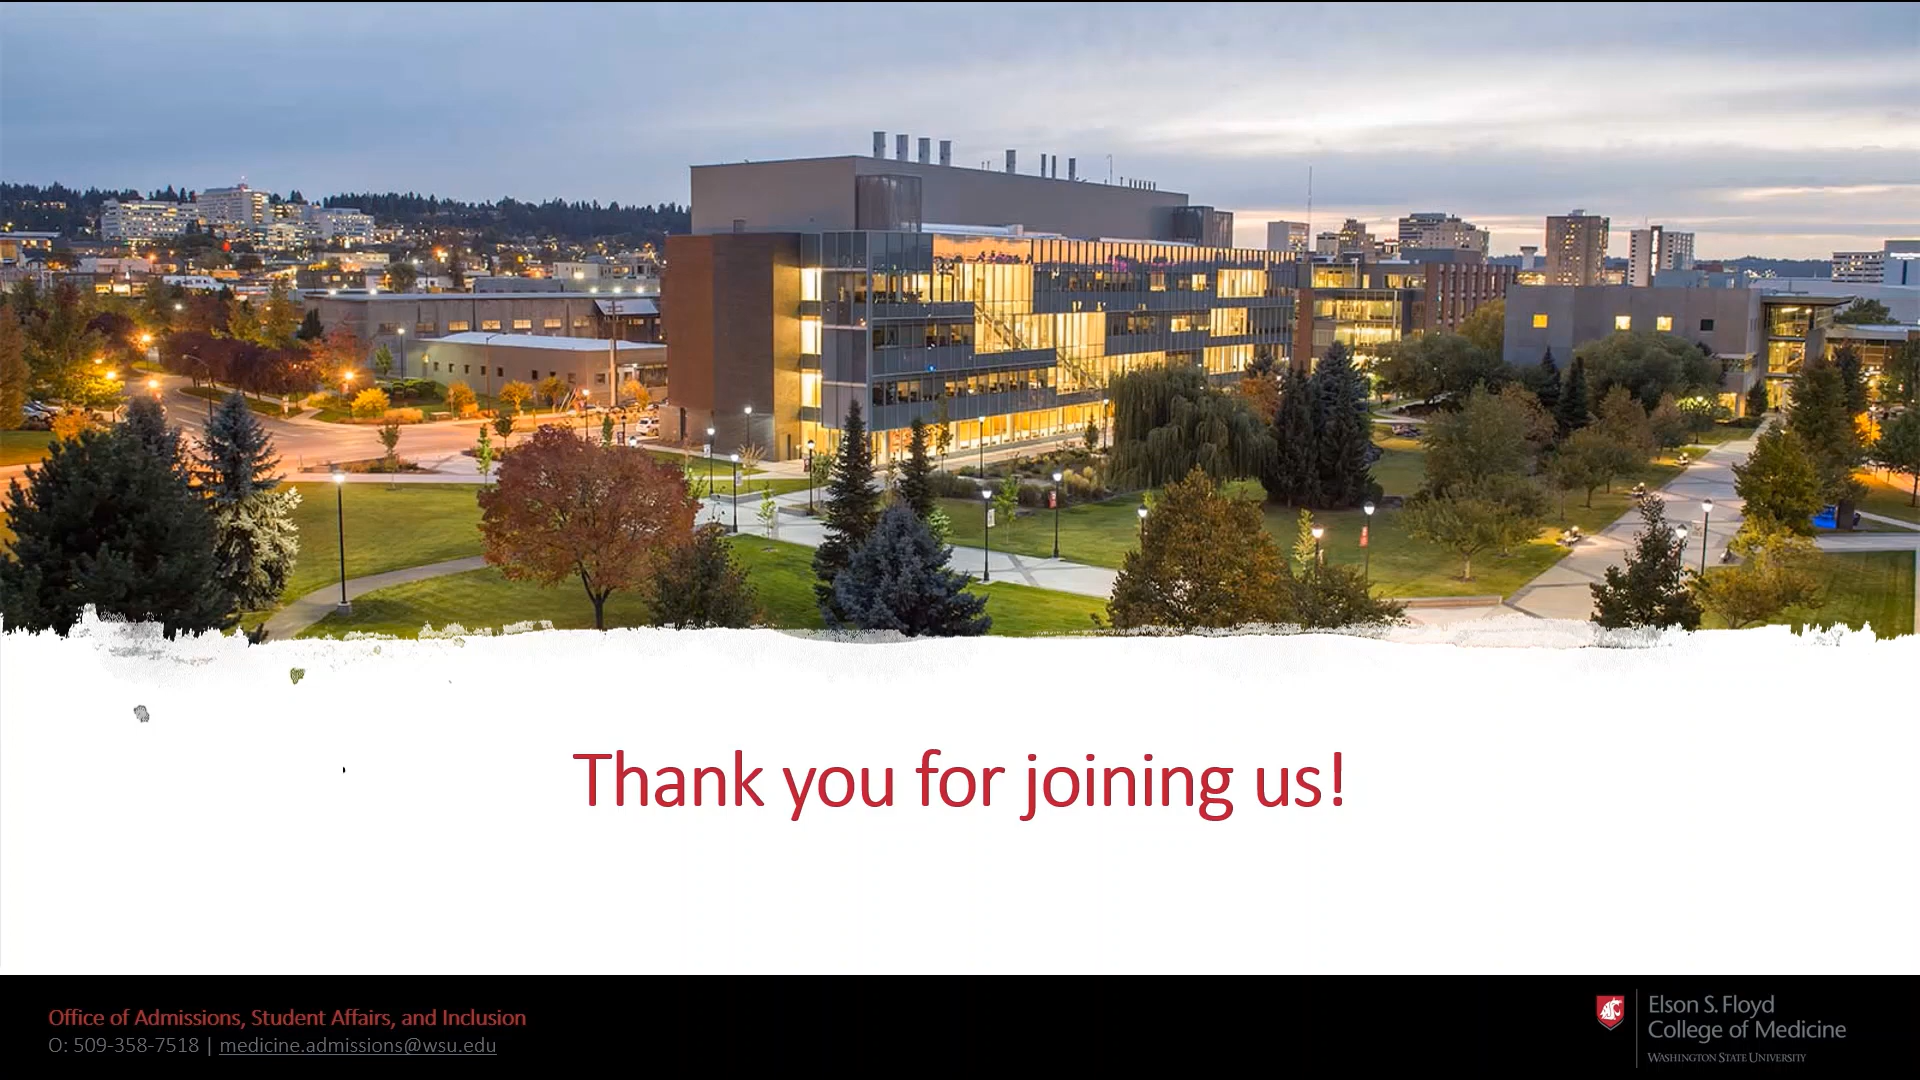 Thank you for joining us!
Office of Admissions, Student Affairs, and Inclusion
O: 509-358-7518 | medicine.admissions@wsu.edu
Elson S. Floyd
College of Medicine
WASHINGTON STATE UNIVERSITY